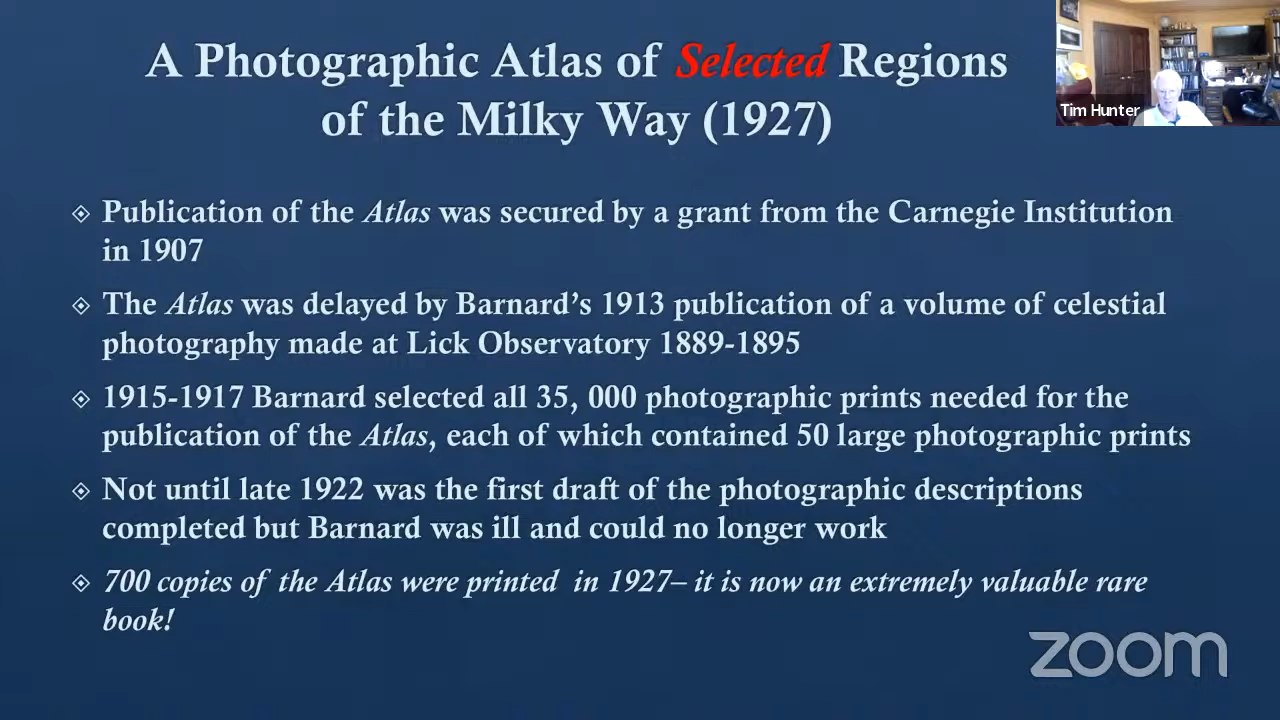 A Photographic Atlas of Selected Regions
of the Milky Way (1927)
Tim Hunter
Publication of the Atlas was secured by a grant from the Carnegie Institution
in 1907
The Atlas was delayed by Barnard’s 1913 publication of a volume of celestial
photography made at Lick Observatory 1889-1895
1915-1917 Barnard selected all 35, 000 photographic prints needed for the
publication of the Atlas, each of which contained 50 large photographic prints
Not until late 1922 was the first draft of the photographic descriptions
completed but Barnard was ill and could no longer work
700 copies of the Atlas were printed in 1927– it is now an extremely valuable rare
book!
zoom